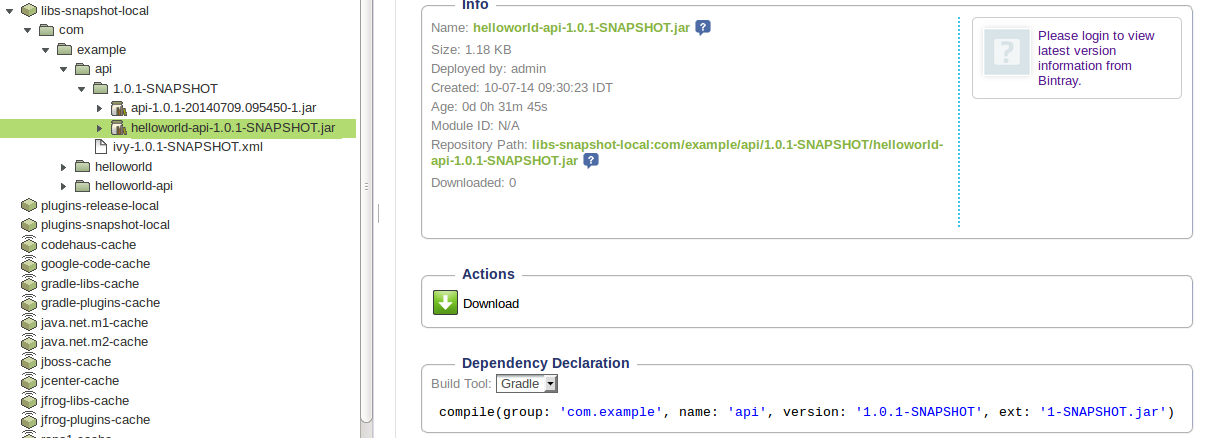 libs-snapshot-local
com
example
api
1.0.1-SNAPSHOT
api-1.0.1-20140709.095450-1.jar
helloworld-api-1.0.1-SNAPSHOT.jar
ivy-1.0.1-SNAPSHOT.xml
helloworld
helloworld-api
plugins-release-local
plugins-snapshot-local
codehaus-cache
google-code-cache
gradle-libs-cache
gradle-plugins-cache
java.net.m1-cache
java.net.m2-cache
jboss-cache
jcenter-cache
jfrog-libs-cache
jfrog-plugins-cache
Info
Name: helloworld-api-1.0.1-SNAPSHOT.jar
Size: 1.18 KB
Deployed by: admin
Created: 10-07-14 09:30:23 IDT
Age: 0d 0h 31m 45s
Module ID: N/A
Repository Path: libs-snapshot-local:com/example/api/1.0.1-SNAPSHOT/helloworld-
api-1.0.1-SNAPSHOT.jar
Downloaded: 0
Please login to view
latest version
information from
Bintray.
Actions
Download
Dependency Declaration
Build Tool: Gradle
compile(group: 'com.example', name: 'api', version: '1.0.1-SNAPSHOT', ext: '1-SNAPSHOT.jar')